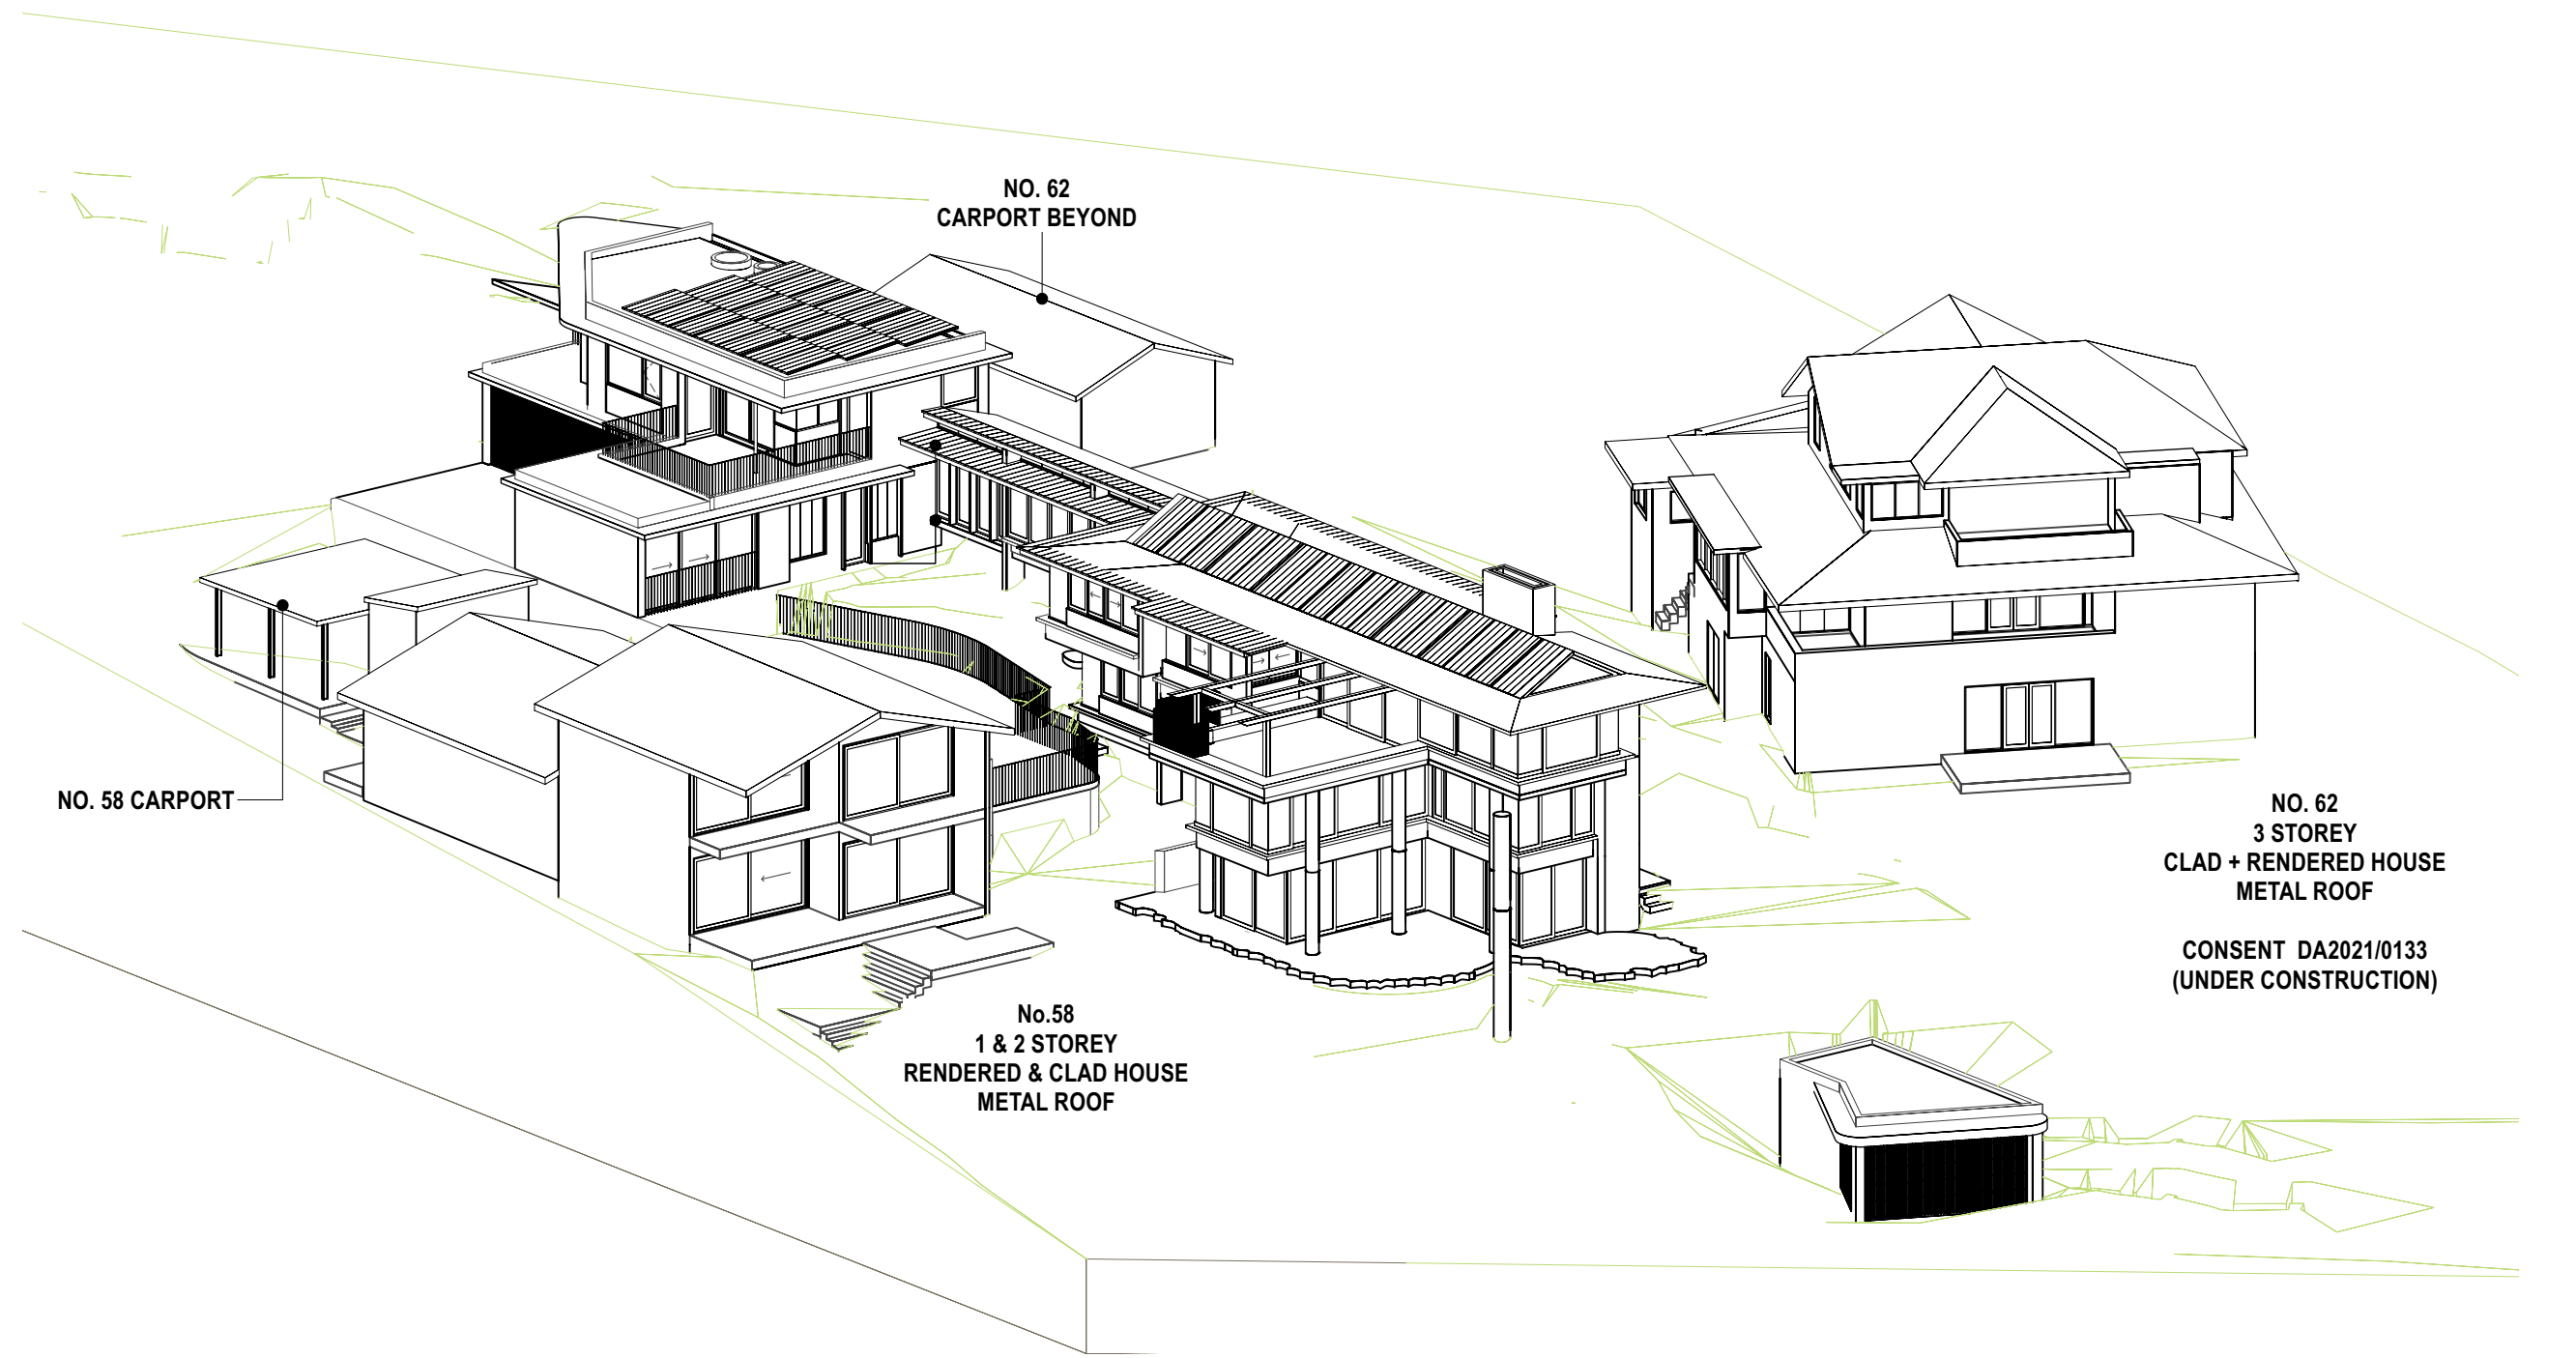 NO. 62
CARPORT BEYOND
NO. 58 CARPORT
No.58
1 & 2 STOREY
RENDERED & CLAD HOUSE
METAL ROOF
NO. 62
3 STOREY
CLAD + RENDERED HOUSE
METAL ROOF
CONSENT DA2021/0133
(UNDER CONSTRUCTION)